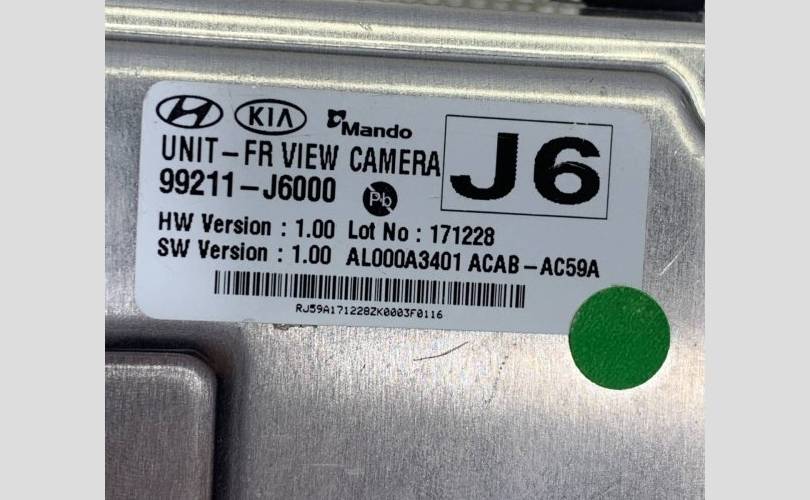 KIA Mando
J6
UNIT-FR VIEW CAMERA
99211-J6000 Pb
HW Version : 1.00 Lot No : 171228
SW Version : 1.00 AL000A3401 ACAB-AC59A
RJ59A171228ZK0003F0116